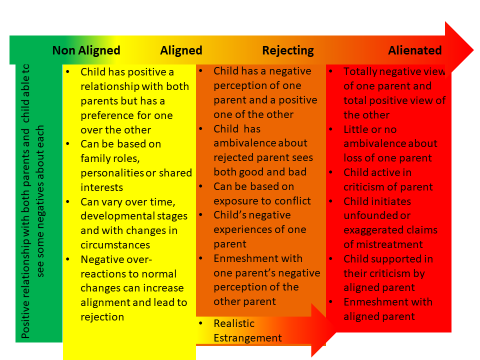 Non Aligned
Aligned
Rejecting
Alienated
Positive relationship with both parents and child able to
see some negatives about each
• Child has positive a
relationship with both
parents but has a
preference for one
over the other
• Can be based on
family roles,
personalities or shared
interests
• Can vary over time,
developmental stages
and with changes in
circumstances
• Negative over-
reactions to normal
changes can increase
alignment and lead to
rejection
• Child has a negative
perception of one
parent and a positive
one of the other
• Child has
ambivalence about
rejected parent sees
both good and bad
• Can be based on
exposure to conflict
• Child's negative
experiences of one
parent
• Enmeshment with
one parent's negative
perception of the
other parent
• Realistic
Estrangement
• Totally negative view
of one parent and
total positive view of
the other
• Little or no
ambivalence about
loss of one parent
• Child active in
criticism of parent
• Child initiates
unfounded or
exaggerated claims
of mistreatment
• Child supported in
their criticism by
aligned parent
• Enmeshment with
aligned parent